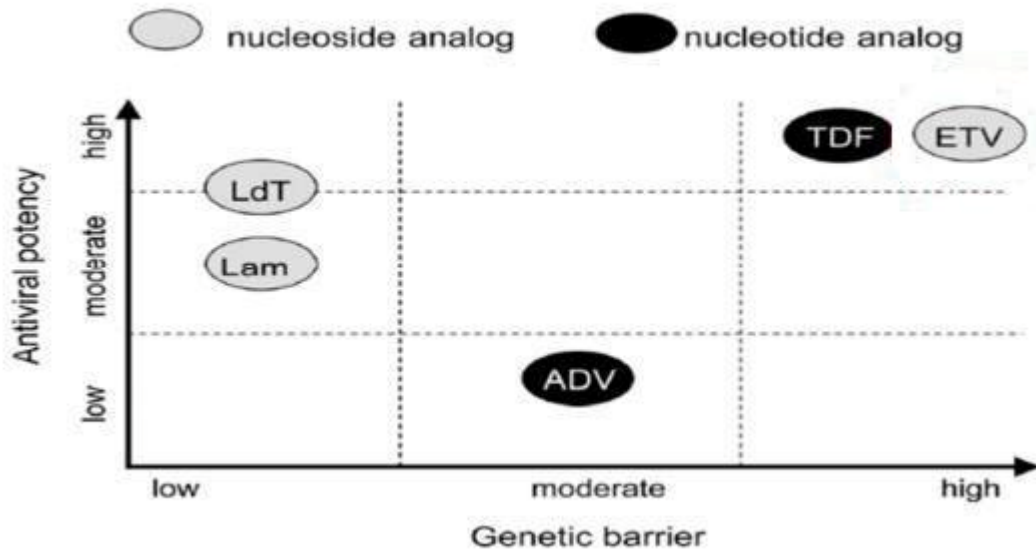 nucleoside analog
nucleotide analog
Antiviral potency
high
moderate
low
TDF
ETV
LdT
Lam
ADV
low
moderate
high
Genetic barrier